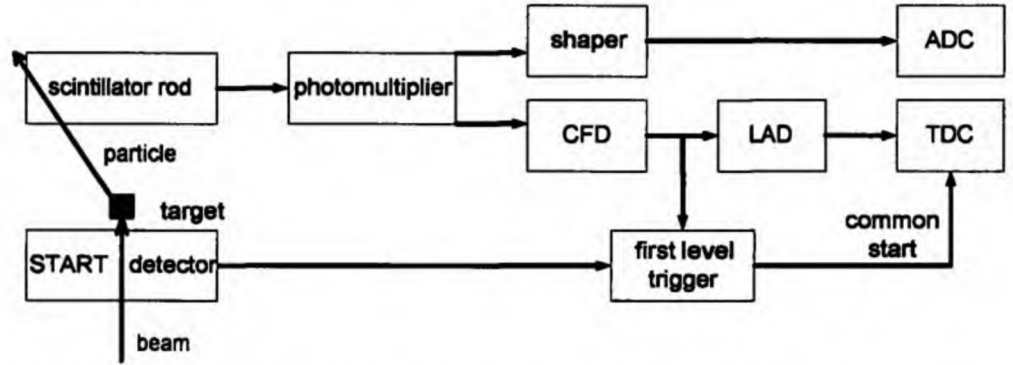 shaper
ADC
scintillator rod
photomultiplier
CFD
LAD
TDC
particle
target
common
start
START detector
first level
trigger
beam